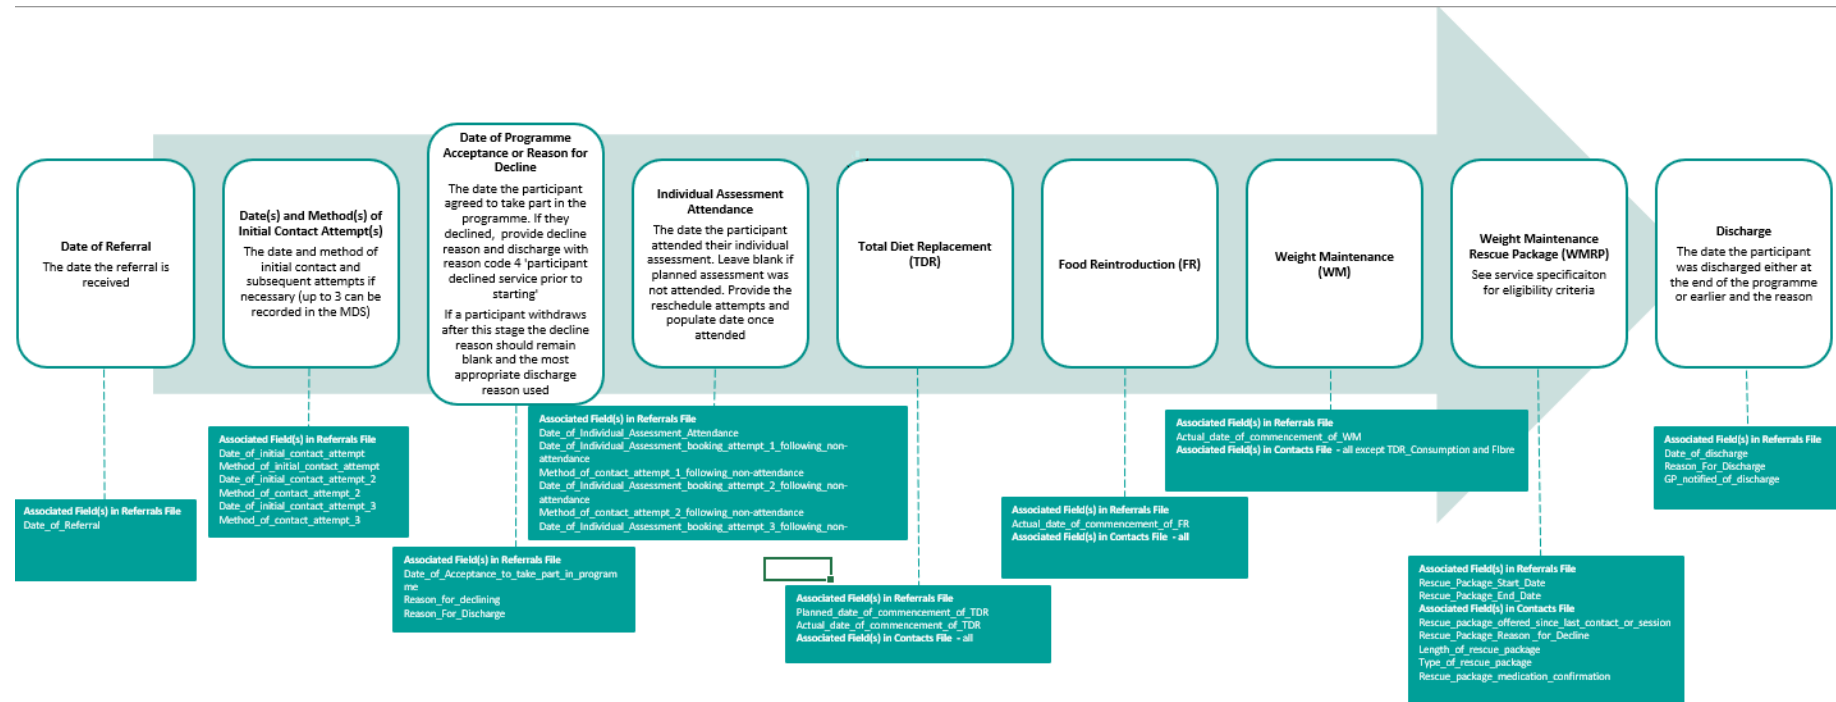 Date of Referral
The date the referral is
received
Date(s) and Method(s) of
Initial Contact Attempt(s)
The date and method of
initial contact and
subsequent attempts if
necessary (up to 3 can be
recorded in the MDS)
Date of Programme
Acceptance or Reason for
Decline
The date the participant
agreed to take part in the
programme. If they
declined, provide decline
reason and discharge with
reason code 4 'participant
declined service prior to
starting'
If a participant withdraws
after this stage the decline
reason should remain
blank and the most
appropriate discharge
reason used
Individual Assessment
Attendance
The date the participant
attended their individual
assessment. Leave blank if
planned assessment was
not attended. Provide the
reschedule attempts and
populate date once
attended
Total Diet Replacement
(TDR)
Food Reintroduction (FR)
Weight Maintenance
(WM)
Weight Maintenance
Rescue Package (WMRP)
See service specificaiton
for eligibility criteria
Discharge
The date the participant
was discharged either at
the end of the programme
or earlier and the reason
Associated Field(s) in Referrals File
Date_of_Referral
Associated Field(s) in Referrals File
Date_of_initial_contact_attempt
Method_of_initial_contact_attempt
Date_of_initial_contact_attempt_2
Method_of_contact_attempt_2
Date_of_initial_contact_attempt_3
Method_of_contact_attempt_3
Associated Field(s) in Referrals File
Date_of_Acceptance_to_take_part_in_program
me
Reason_for_declining
Reason_For_Discharge
Associated Field(s) in Referrals File
Date_of_Individual_Assessment_Attendance
Date_of_Individual_Assessment_booking_attempt_1_following_non-
attendance
Method_of_contact_attempt_1_following_non-attendance
Date_of_Individual_Assessment_booking_attempt_2_following_non-
attendance
Method_of_contact_attempt_2_following_non-attendance
Date_of_Individual_Assessment_booking_attempt_3_following_non-
Associated Field(s) in Referrals File
Planned_date_of_commencement_of_TDR
Actual_date_of_commencement_of_TDR
Associated Field(s) in Contacts File - all
Associated Field(s) in Referrals File
Actual_date_of_commencement_of_FR
Associated Field(s) in Contacts File - all
Associated Field(s) in Referrals File
Actual_date_of_commencement_of_WM
Associated Field(s) in Contacts File - all except TDR_Consumption and Fibre
Associated Field(s) in Referrals File
Rescue_Package_Start_Date
Rescue_Package_End_Date
Associated Field(s) in Contacts File
Rescue_package_offered_since_last_contact_or_session
Rescue_Package_Reason_for_Decline
Length_of_rescue_package
Type_of_rescue_package
Rescue_package_medication_confirmation
Associated Field(s) in Referrals File
Date_of_discharge
Reason_For_Discharge
GP_notified_of_discharge